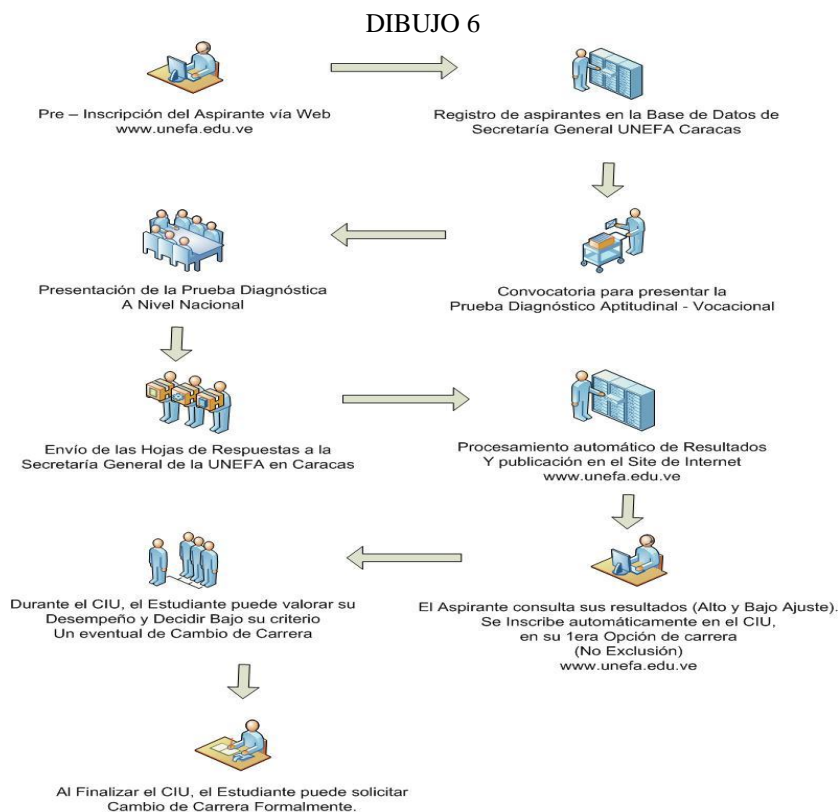 DIBUJO 6
Pre – Inscripción del Aspirante vía Web
www.unefa.edu.ve
Registro de aspirantes en la Base de Datos de
Secretaría General UNEFA Caracas
Convocatoria para presentar la
Prueba Diagnóstico Aptitudinal - Vocacional
Presentación de la Prueba Diagnóstica
A Nivel Nacional
Envío de las Hojas de Respuestas a la
Secretaría General de la UNEFA en Caracas
Procesamiento automático de Resultados
Y publicación en el Site de Internet
www.unefa.edu.ve
El Aspirante consulta sus resultados (Alto y Bajo Ajuste).
Se Inscribe automáticamente en el CIU,
en su 1era Opción de carrera
(No Exclusión)
www.unefa.edu.ve
Durante el CIU, el Estudiante puede valorar su
Desempeño y Decidir Bajo su criterio
Un eventual de Cambio de Carrera
Al Finalizar el CIU, el Estudiante puede solicitar
Cambio de Carrera Formalmente.